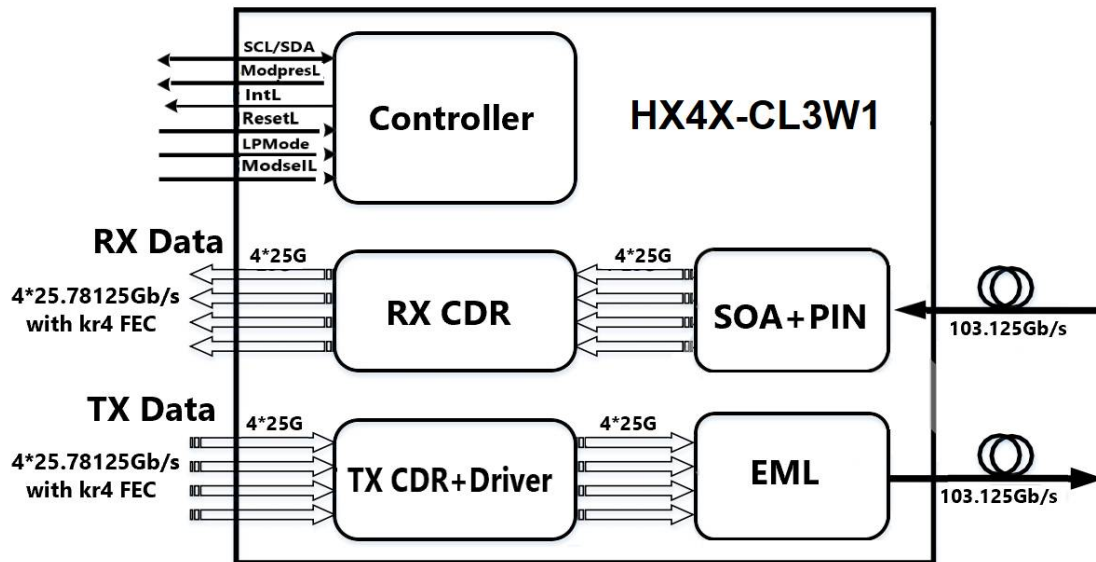 SCL/SDA
ModpresL
IntL
ResetL
LPMode
ModselL
Controller
HX4X-CL3W1
RX Data
4*25.78125Gb/s
with kr4 FEC
4*25G
RX CDR
4*25G
SOA+PIN
103.125Gb/s
TX Data
4*25.78125Gb/s
with kr4 FEC
4*25G
TX CDR+Driver
4*25G
EML
103.125Gb/s